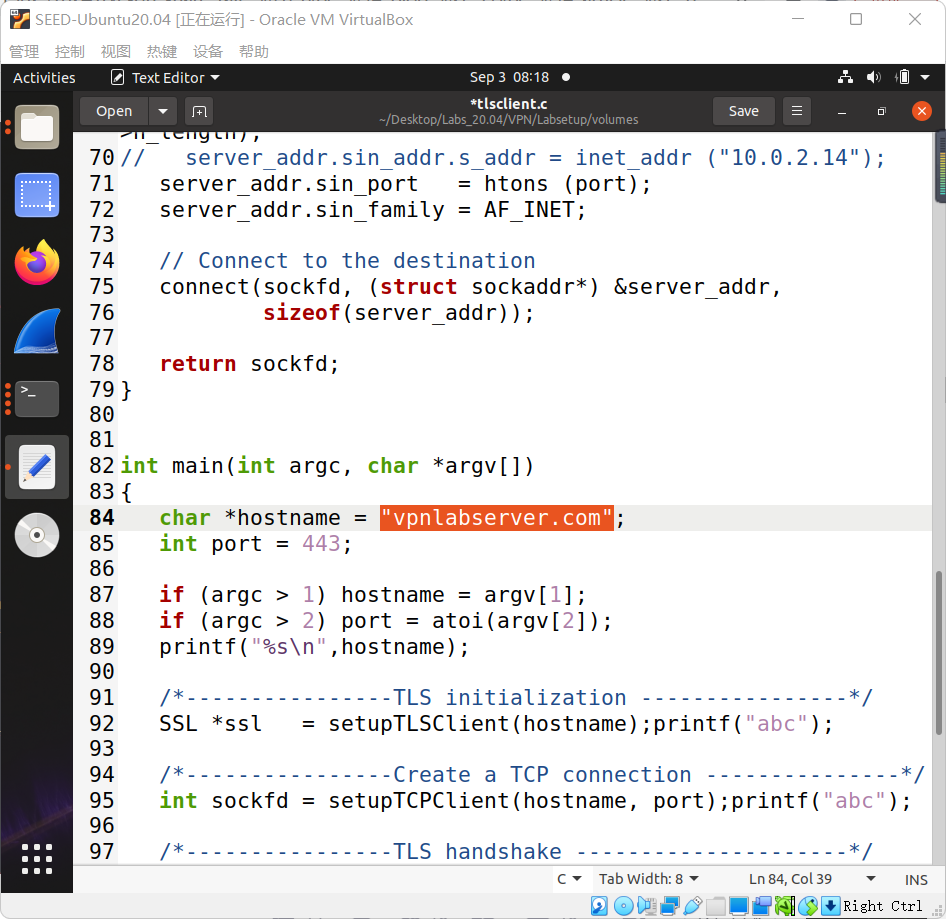 SEED-Ubuntu20.04 [正在运行] - Oracle VM VirtualBox
管理 控制 视图 热键 设备 帮助
Activities Text Editor Sep 3 08:18
Open *tlsclient.c Save
~/Desktop/Labs_20.04/VPN/Labsetup/volumes
>h_length);
70 //   server_addr.sin_addr.s_addr = inet_addr ("10.0.2.14");
71    server_addr.sin_port   = htons (port);
72    server_addr.sin_family = AF_INET;
73
74    // Connect to the destination
75    connect(sockfd, (struct sockaddr*) &server_addr,
76            sizeof(server_addr));
77
78    return sockfd;
79 }
80
81
82 int main(int argc, char *argv[])
83 {
84    char *hostname = "vpnlabserver.com";
85    int port = 443;
86
87    if (argc > 1) hostname = argv[1];
88    if (argc > 2) port = atoi(argv[2]);
89    printf("%s\n",hostname);
90
91    /*----------------TLS initialization ----------------*/
92    SSL *ssl   = setupTLSClient(hostname);printf("abc");
93
94    /*----------------Create a TCP connection ---------------*/
95    int sockfd = setupTCPClient(hostname, port);printf("abc");
96
97    /*----------------TLS handshake ---------------------*/
C Tab Width: 8 Ln 84, Col 39 INS
Right Ctrl